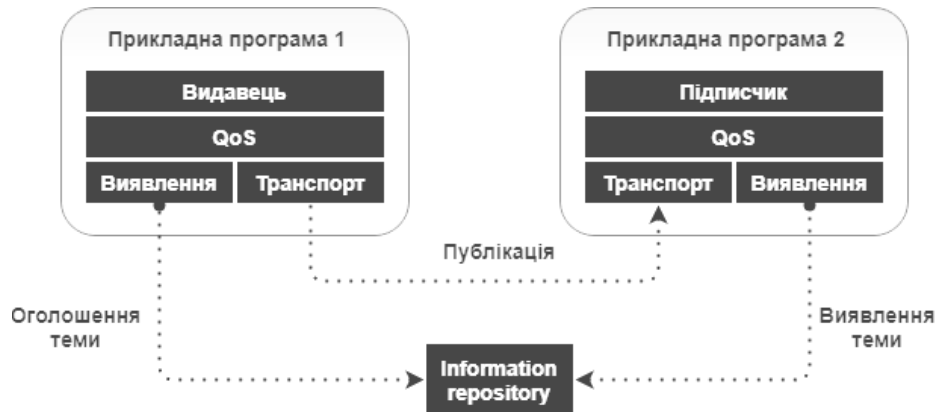 Прикладна програма 1
Видавець
QoS
Виявлення
Транспорт
Прикладна програма 2
Підписчик
QoS
Транспорт
Виявлення
Публікація
Оголошення
теми
Виявлення
теми
Information
repository